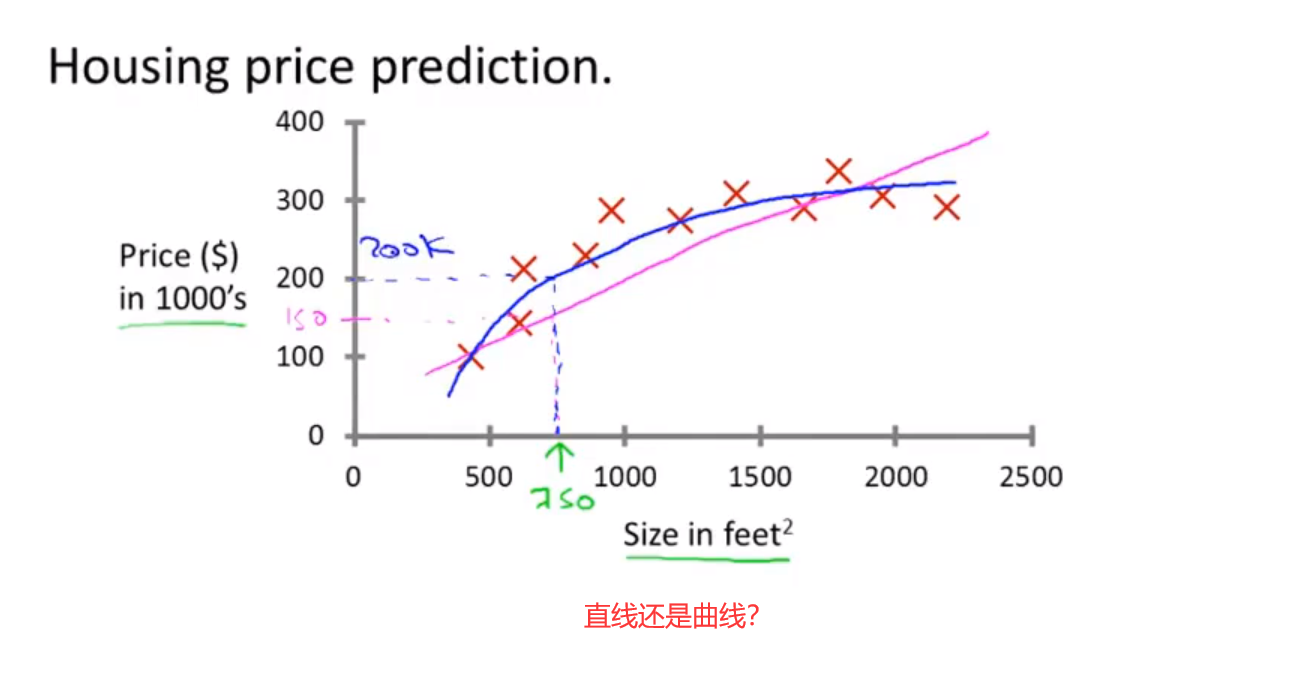 Housing price prediction.
400
300
Price ($)
in 1000's
200K
200
150
100
0
0 500 1000 1500 2000 2500
750
Size in feet²
直线还是曲线?